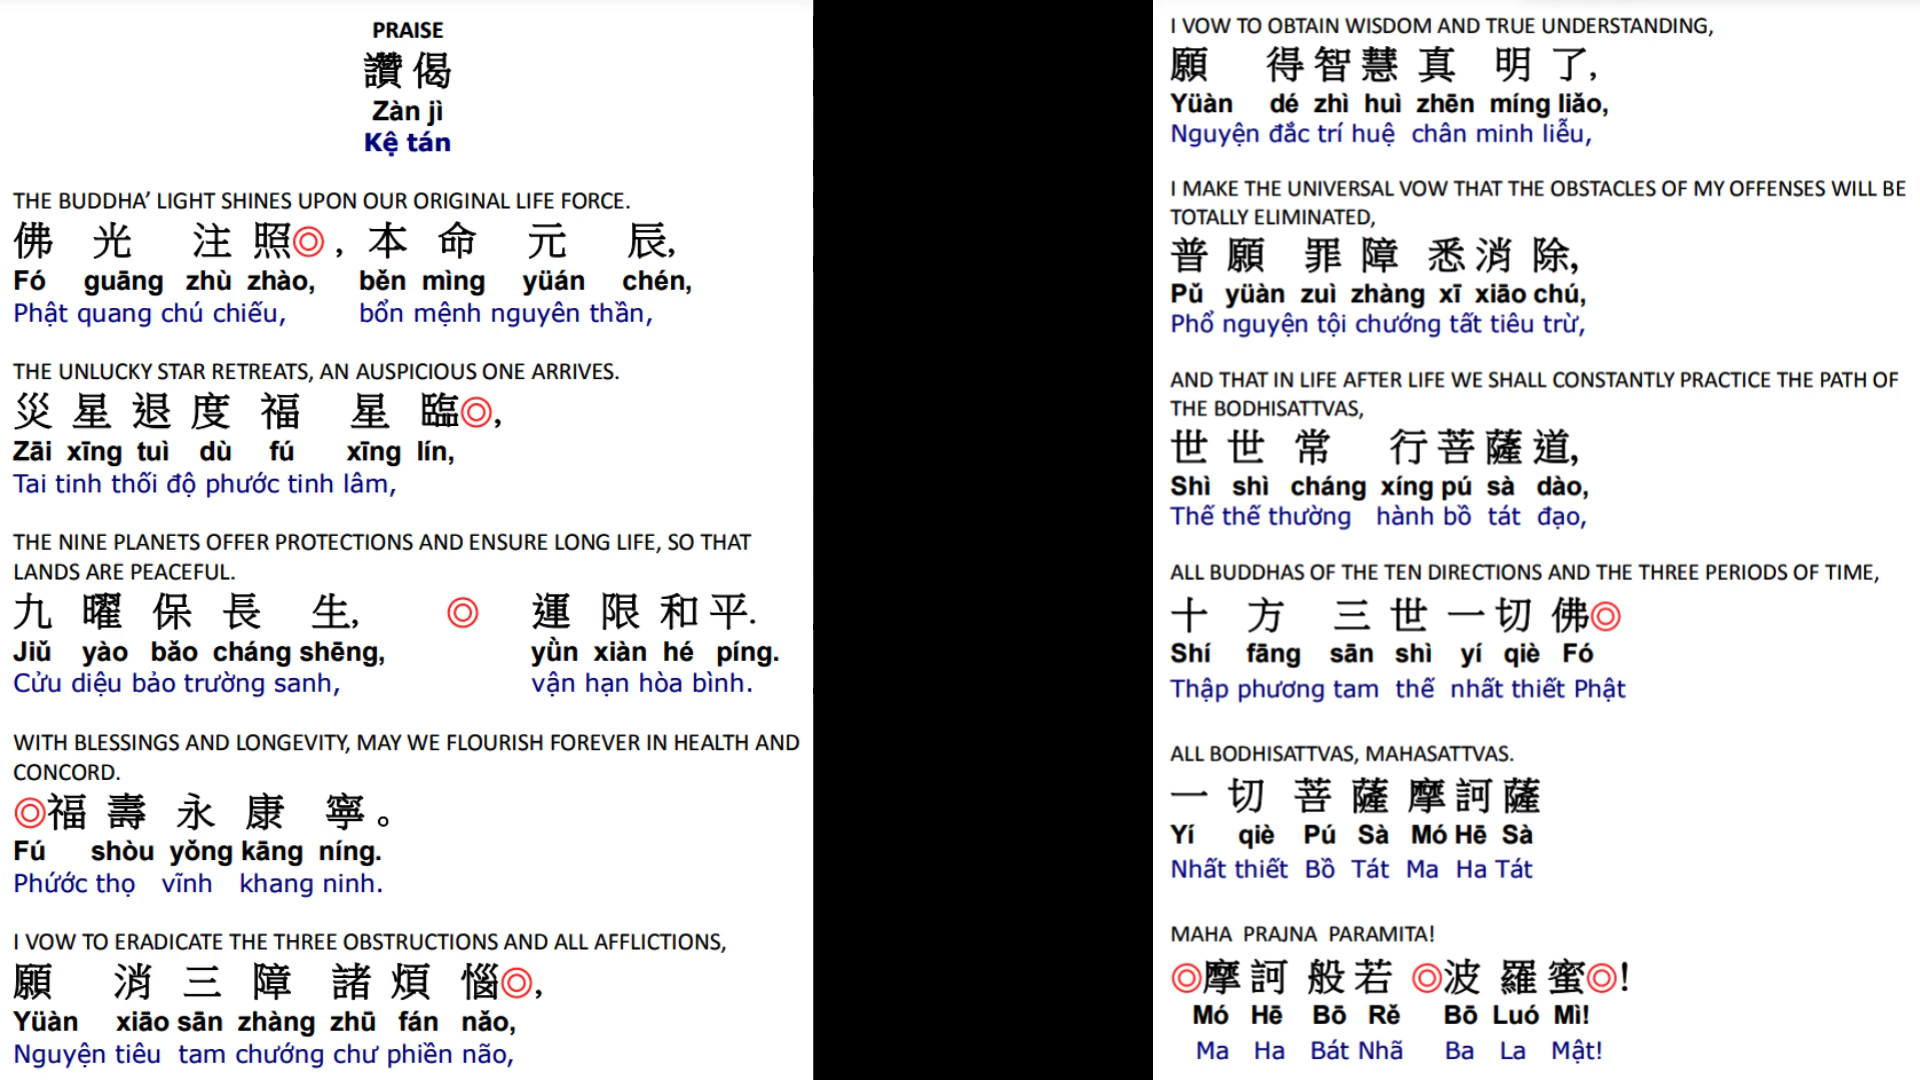 PRAISE
讚偈
Zàn jì
Kệ tán
THE BUDDHA’ LIGHT SHINES UPON OUR ORIGINAL LIFE FORCE.
佛 光 注 照◎, 本 命 元 辰,
Fó guāng zhù zhào, běn mìng yüán chén,
Phật quang chú chiếu, bổn mệnh nguyên thần,
THE UNLUCKY STAR RETREATS, AN AUSPICIOUS ONE ARRIVES.
災 星 退 度 福 星 臨◎,
Zāi xīng tuì dù fú xīng lín,
Tai tinh thối độ phước tinh lâm,
THE NINE PLANETS OFFER PROTECTIONS AND ENSURE LONG LIFE, SO THAT
LANDS ARE PEACEFUL.
九 曜 保 長 生, ◎ 運 限 和 平.
Jiǔ yào bǎo cháng shēng, yǜn xiàn hé píng.
Cửu diệu bảo trường sanh, vận hạn hòa bình.
WITH BLESSINGS AND LONGEVITY, MAY WE FLOURISH FOREVER IN HEALTH AND
CONCORD.
◎福 壽 永 康 寧。
Fú shòu yǒng kāng níng.
Phứớc thọ vĩnh khang ninh.
I VOW TO ERADICATE THE THREE OBSTRUCTIONS AND ALL AFFLICTIONS,
願 消 三 障 諸 煩 惱◎,
Yüàn xiāo sān zhàng zhū fán nǎo,
Nguyện tiêu tam chướng chư phiền não,
I VOW TO OBTAIN WISDOM AND TRUE UNDERSTANDING,
願 得 智 慧 真 明 了,
Yüàn dé zhì huì zhēn míng liǎo,
Nguyện đắc trí huệ chân minh liễu,
I MAKE THE UNIVERSAL VOW THAT THE OBSTACLES OF MY OFFENSES WILL BE
TOTALLY ELIMINATED,
普 願 罪 障 悉 消 除,
Pǔ yüàn zuì zhàng xī xiāo chú,
Phổ nguyện tội chướng tất tiêu trừ,
AND THAT IN LIFE AFTER LIFE WE SHALL CONSTANTLY PRACTICE THE PATH OF
THE BODHISATTVAS,
世 世 常 行 菩 薩 道,
Shì shì cháng xíng pú sà dào,
Thế thế thường hành bồ tát đạo,
ALL BUDDHAS OF THE TEN DIRECTIONS AND THE THREE PERIODS OF TIME,
十 方 三 世 一 切 佛◎
Shí fāng sān shì yí qiè Fó
Thập phương tam thế nhất thiết Phật
ALL BODHISATTVAS, MAHASATTVAS.
一 切 菩 薩 摩 訶 薩
Yí qiè Pú Sà Mó Hē Sà
Nhất thiết Bồ Tát Ma Ha Tát
MAHA PRAJNA PARAMITA!
◎摩 訶 般 若 ◎波 羅 蜜◎!
Mó Hē Bō Rě Bō Luó Mì!
Ma Ha Bát Nhã Ba La Mật!